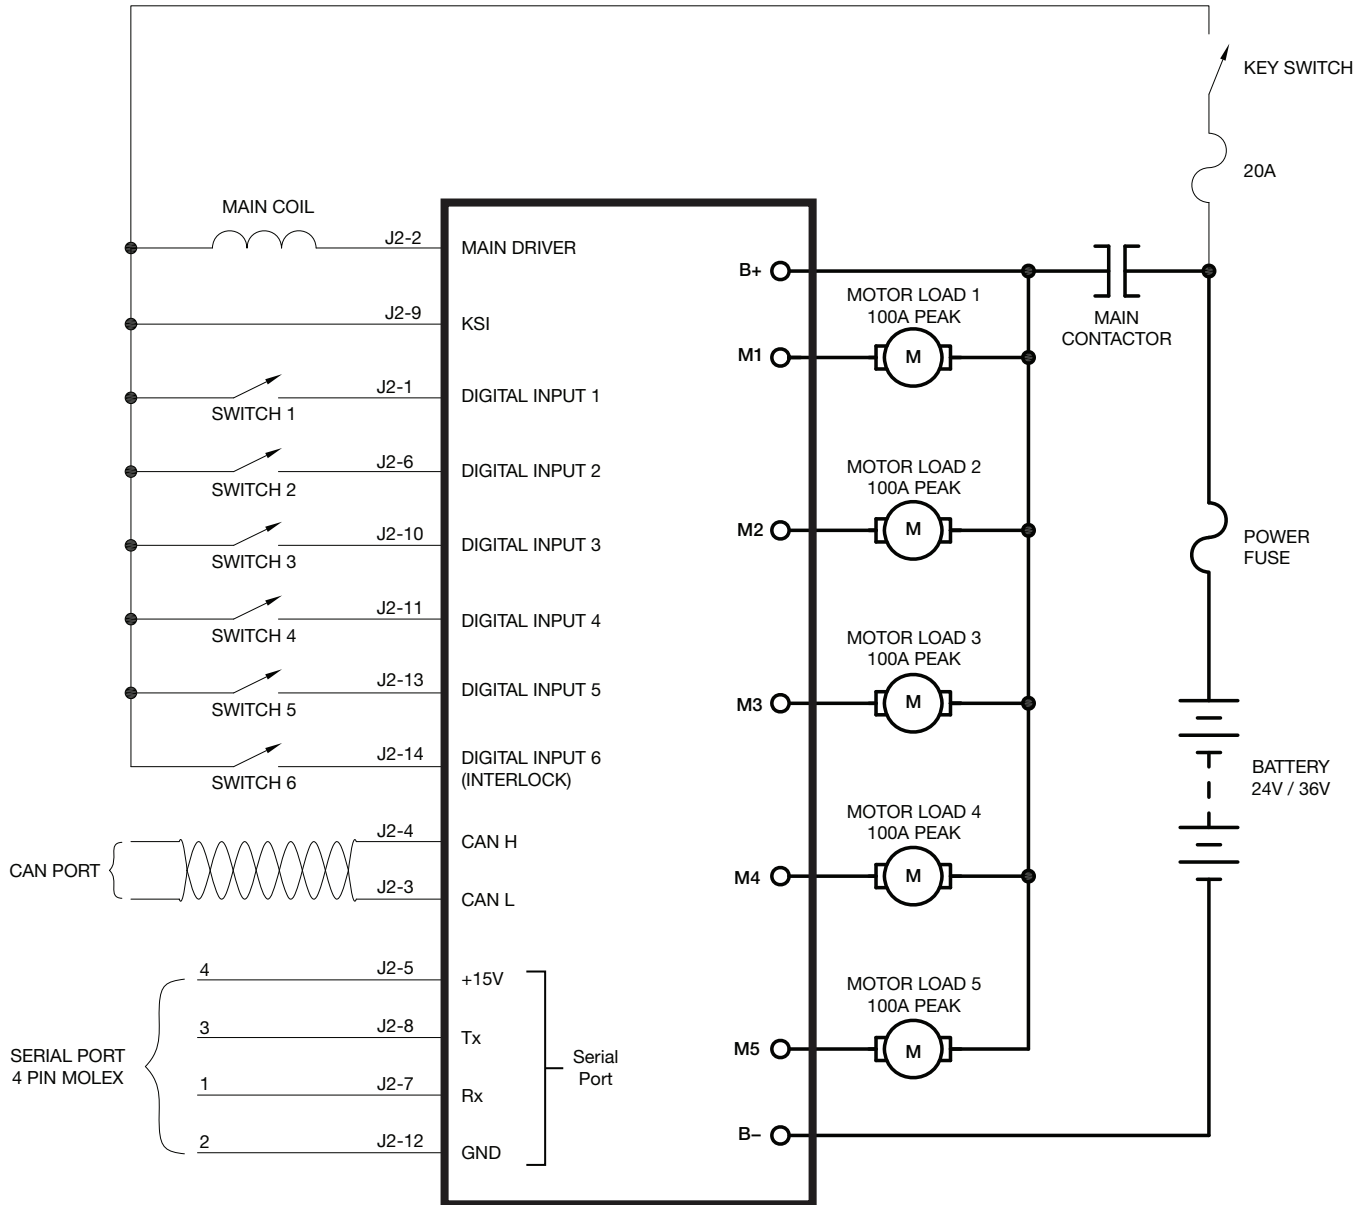 KEY SWITCH
20A
MAIN COIL
J2-2
MAIN DRIVER
J2-9
KSI
J2-1
DIGITAL INPUT 1
SWITCH 1
J2-6
DIGITAL INPUT 2
SWITCH 2
J2-10
DIGITAL INPUT 3
SWITCH 3
J2-11
DIGITAL INPUT 4
SWITCH 4
J2-13
DIGITAL INPUT 5
SWITCH 5
J2-14
DIGITAL INPUT 6
(INTERLOCK)
SWITCH 6
CAN PORT
J2-4
CAN H
J2-3
CAN L
SERIAL PORT
4 PIN MOLEX
4
J2-5
+15V
3
J2-8
Tx
1
J2-7
Rx
2
J2-12
GND
Serial
Port
B+
MOTOR LOAD 1
100A PEAK
M1
M
MOTOR LOAD 2
100A PEAK
M2
M
MOTOR LOAD 3
100A PEAK
M3
M
MOTOR LOAD 4
100A PEAK
M4
M
MOTOR LOAD 5
100A PEAK
M5
M
B–
MAIN
CONTACTOR
POWER
FUSE
BATTERY
24V / 36V